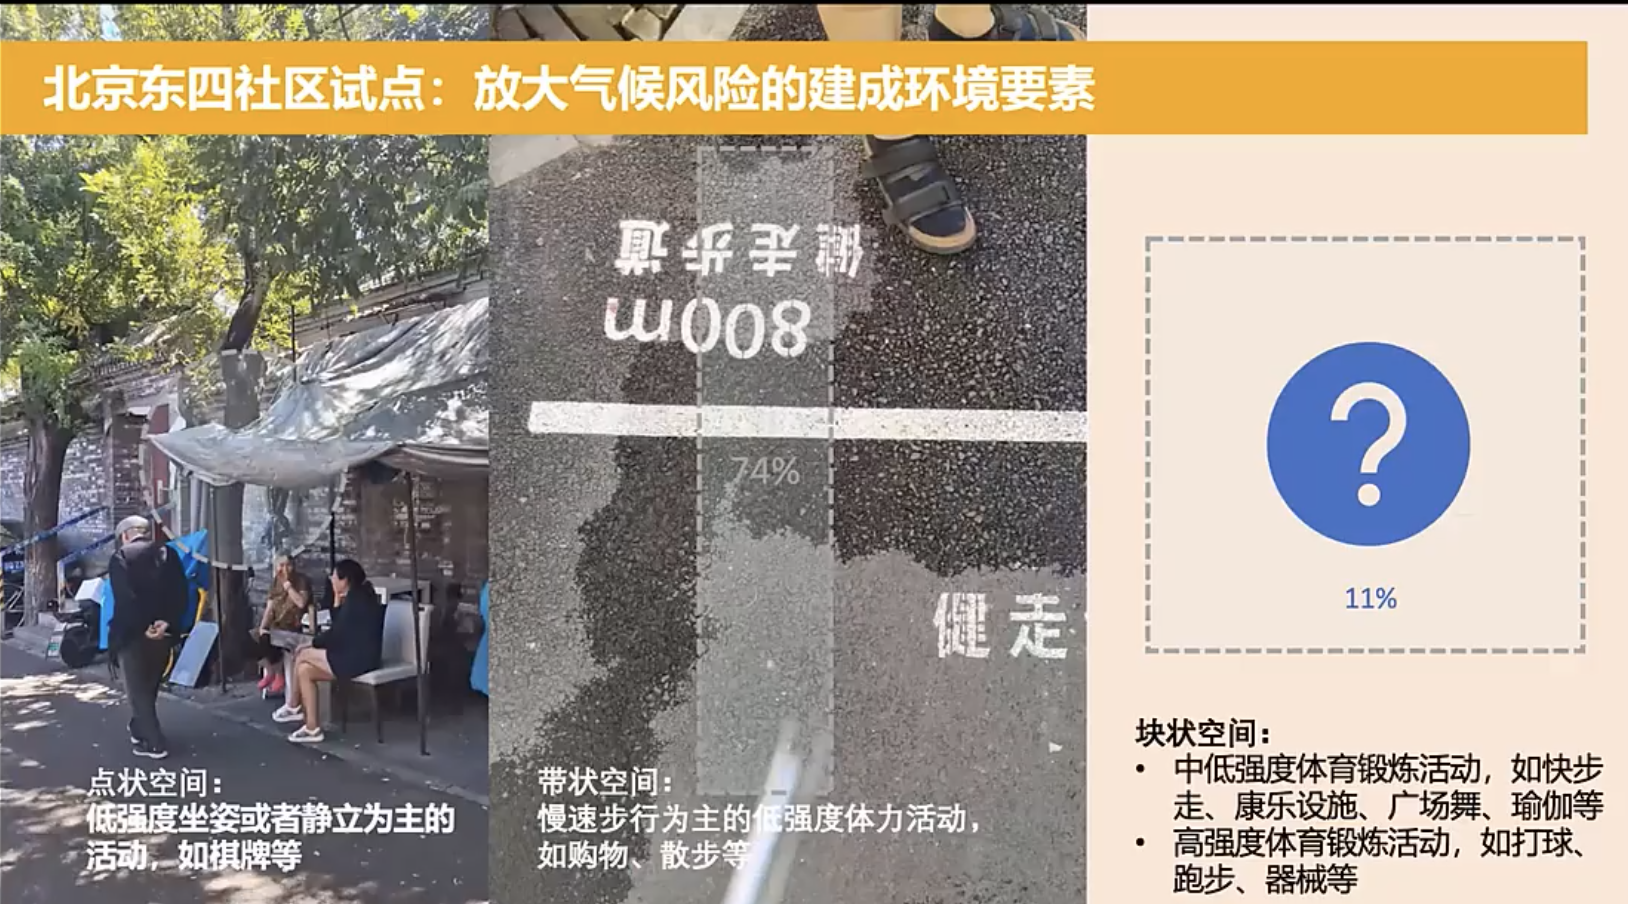 北京东四社区试点：放大气候风险的建成环境要素
健走步道
800m
74%
健走
11%
点状空间：
低强度坐姿或者静立为主的
活动，如棋牌等
带状空间：
慢速步行为主的低强度体力活动，
如购物、散步等
块状空间：
• 中低强度体育锻炼活动，如快步
走、康乐设施、广场舞、瑜伽等
• 高强度体育锻炼活动，如打球、
跑步、器械等